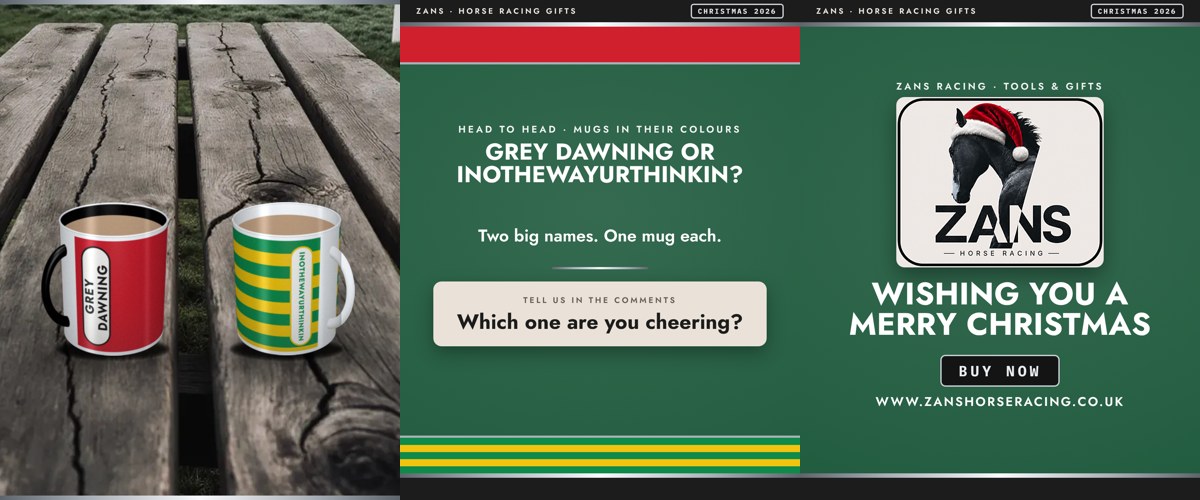 GREY
DAWNING
INOTHEWAYURTHINKIN
ZANS · HORSE RACING GIFTS
CHRISTMAS 2026
HEAD TO HEAD · MUGS IN THEIR COLOURS
GREY DAWNING OR
INOTHEWAYURTHINKIN?
Two big names. One mug each.
TELL US IN THE COMMENTS
Which one are you cheering?
ZANS · HORSE RACING GIFTS
CHRISTMAS 2026
ZANS RACING · TOOLS & GIFTS
ZANS
HORSE RACING
WISHING YOU A
MERRY CHRISTMAS
BUY NOW
WWW.ZANSHORSERACING.CO.UK